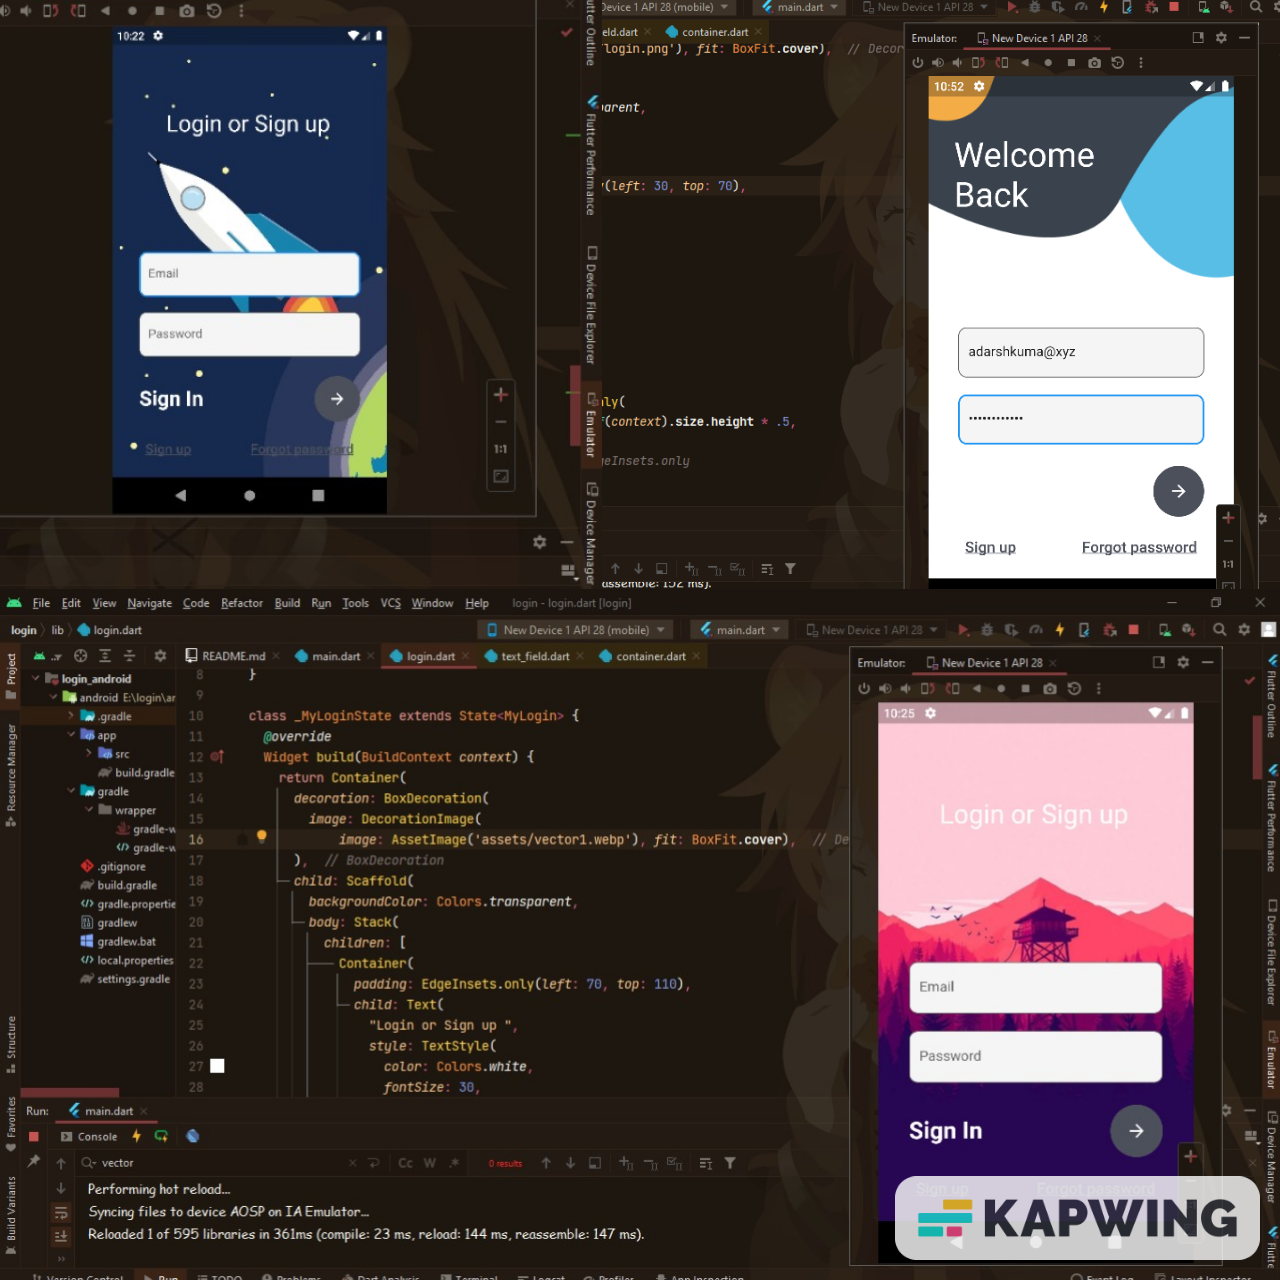 10:22
Login or Sign up
Email
Password
Sign In
Sign up
Forgot password
1:1
Flutter Outline
Flutter Performance
Device File Explorer
Emulator
Device Manager
Device 1 API 28 (mobile)
main.dart
New Device 1 API 28
eld.dart
container.dart
'login.png'), fit: BoxFit.cover), // Decor
arent,
(left: 30, top: 70),
nly(
f(context).size.height * .5,
dgeInsets.only
assemble: 152 ms).
Emulator:
New Device 1 API 28
10:52
Welcome
Back
adarshkuma@xyz
••••••••••••
Sign up
Forgot password
1:1
File Edit View Navigate Code Refactor Build Run Tools VCS Window Help login - login.dart [login]
login lib login.dart
New Device 1 API 28 (mobile)
main.dart
New Device 1 API 28
Project
Resource Manager
Structure
Favorites
Build Variants
login_android
android E:\login\ar
.gradle
app
src
build.gradle
gradle
wrapper
gradle-w
gradle-w
.gitignore
build.gradle
gradle.propertie
gradlew
gradlew.bat
local.properties
settings.gradle
README.md main.dart login.dart text_field.dart container.dart
8 }
9
10 class _MyLoginState extends State<MyLogin> {
11 @override
12 Widget build(BuildContext context) {
13 return Container(
14 decoration: BoxDecoration(
15 image: DecorationImage(
16 image: AssetImage('assets/vector1.webp'), fit: BoxFit.cover), // De
17 ), // BoxDecoration
18 child: Scaffold(
19 backgroundColor: Colors.transparent,
20 body: Stack(
21 children: [
22 Container(
23 padding: EdgeInsets.only(left: 70, top: 110),
24 child: Text(
25 "Login or Sign up ",
26 style: TextStyle(
27 color: Colors.white,
28 fontSize: 30,
Emulator:
New Device 1 API 28
10:25
Login or Sign up
Email
Password
Sign In
Sign up
Forgot password
KAPWING
Flutter Outline
Flutter Performance
Device File Explorer
Emulator
Device Manager
Flutte
Run: main.dart
Console
vector
Cc W .*
0 results
Performing hot reload...
Syncing files to device AOSP on IA Emulator...
Reloaded 1 of 595 libraries in 361ms (compile: 23 ms, reload: 144 ms, reassemble: 147 ms).
Version Control Run TODO Problems Dart Analysis Terminal Logcat Profiler App Inspection
Event Log Layout Inspector